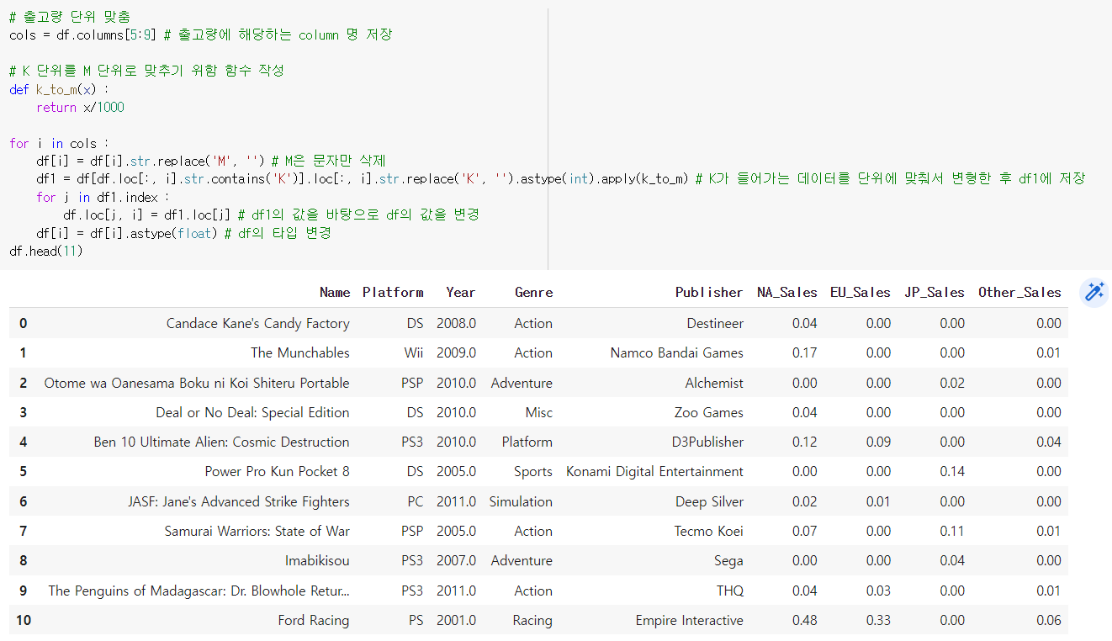 # 출고량 단위 맞춤
cols = df.columns[5:9] # 출고량에 해당하는 column 명 저장
# K 단위를 M 단위로 맞추기 위함 함수 작성
def k_to_m(x) :
    return x/1000
for i in cols :
    df[i] = df[i].str.replace('M', '') # M은 문자만 삭제
    df1 = df[df.loc[:, i].str.contains('K')].loc[:, i].str.replace('K', '').astype(int).apply(k_to_m) # K가 들어가는 데이터를 단위에 맞춰서 변형한 후 df1에 저장
    for j in df1.index :
        df.loc[j, i] = df1.loc[j] # df1의 값을 바탕으로 df의 값을 변경
    df[i] = df[i].astype(float) # df의 타입 변경
df.head(11)
Name Platform Year Genre Publisher NA_Sales EU_Sales JP_Sales Other_Sales
0 Candace Kane's Candy Factory DS 2008.0 Action Destineer 0.04 0.00 0.00 0.00
1 The Munchables Wii 2009.0 Action Namco Bandai Games 0.17 0.00 0.00 0.01
2 Otome wa Oanesama Boku ni Koi Shiteru Portable PSP 2010.0 Adventure Alchemist 0.00 0.00 0.02 0.00
3 Deal or No Deal: Special Edition DS 2010.0 Misc Zoo Games 0.04 0.00 0.00 0.00
4 Ben 10 Ultimate Alien: Cosmic Destruction PS3 2010.0 Platform D3Publisher 0.12 0.09 0.00 0.04
5 Power Pro Kun Pocket 8 DS 2005.0 Sports Konami Digital Entertainment 0.00 0.00 0.14 0.00
6 JASF: Jane's Advanced Strike Fighters PC 2011.0 Simulation Deep Silver 0.02 0.01 0.00 0.00
7 Samurai Warriors: State of War PSP 2005.0 Action Tecmo Koei 0.07 0.00 0.11 0.01
8 Imabikisou PS3 2007.0 Adventure Sega 0.00 0.00 0.04 0.00
9 The Penguins of Madagascar: Dr. Blowhole Retur... PS3 2011.0 Action THQ 0.04 0.03 0.00 0.01
10 Ford Racing PS 2001.0 Racing Empire Interactive 0.48 0.33 0.00 0.06